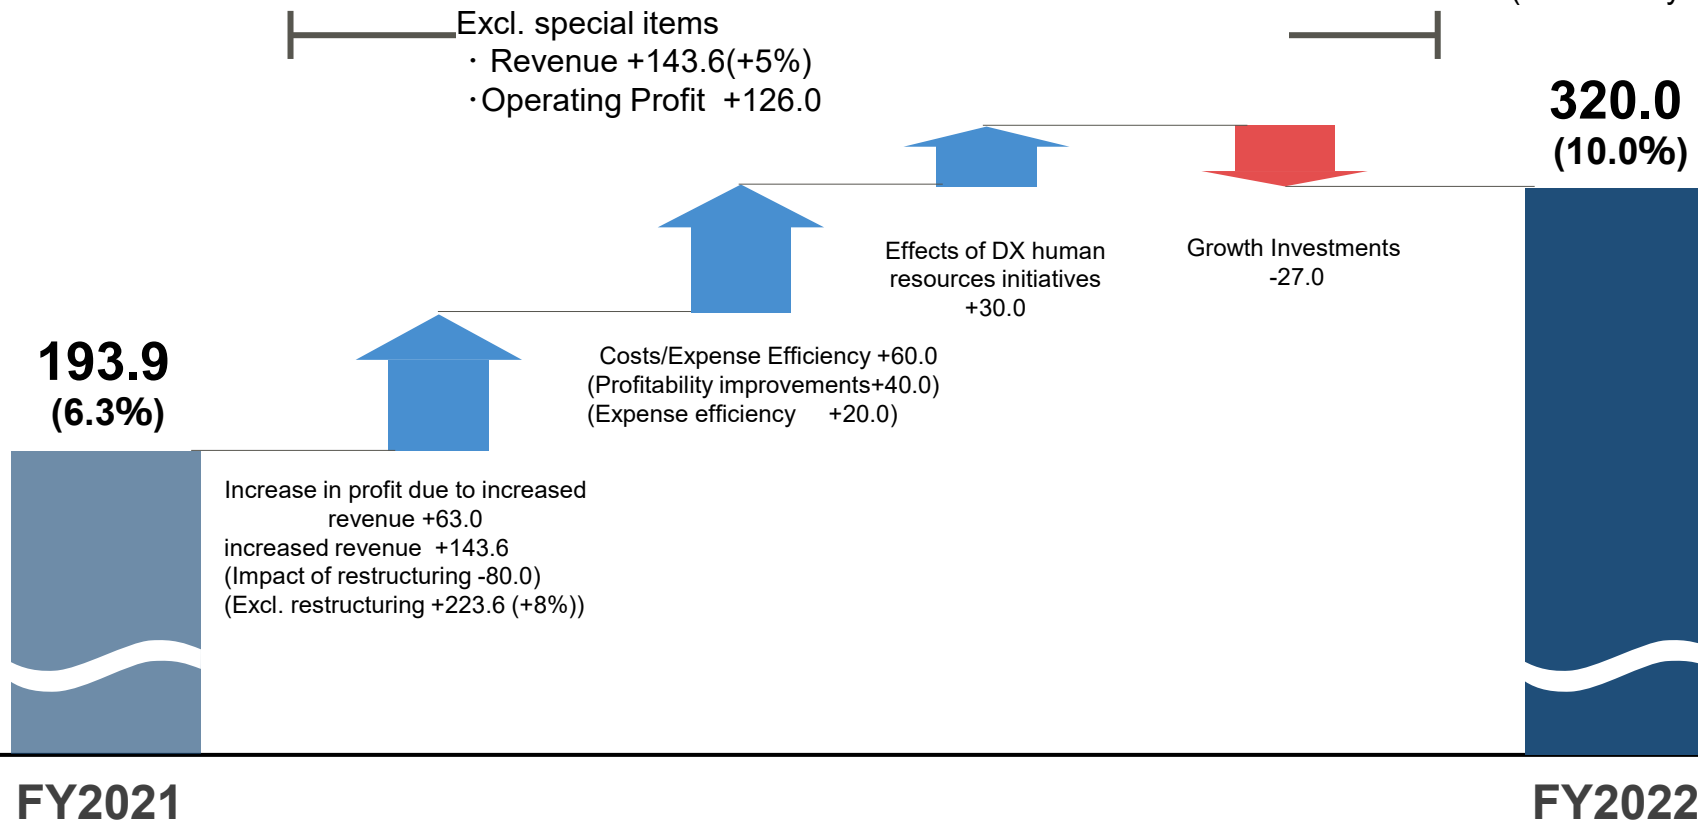 Excl. special items
・ Revenue +143.6(+5%)
・Operating Profit +126.0
320.0
(10.0%)
Effects of DX human
resources initiatives
+30.0
Growth Investments
-27.0
193.9
(6.3%)
Costs/Expense Efficiency +60.0
(Profitability improvements+40.0)
(Expense efficiency +20.0)
Increase in profit due to increased
revenue +63.0
increased revenue +143.6
(Impact of restructuring -80.0)
(Excl. restructuring +223.6 (+8%))
FY2021
FY2022